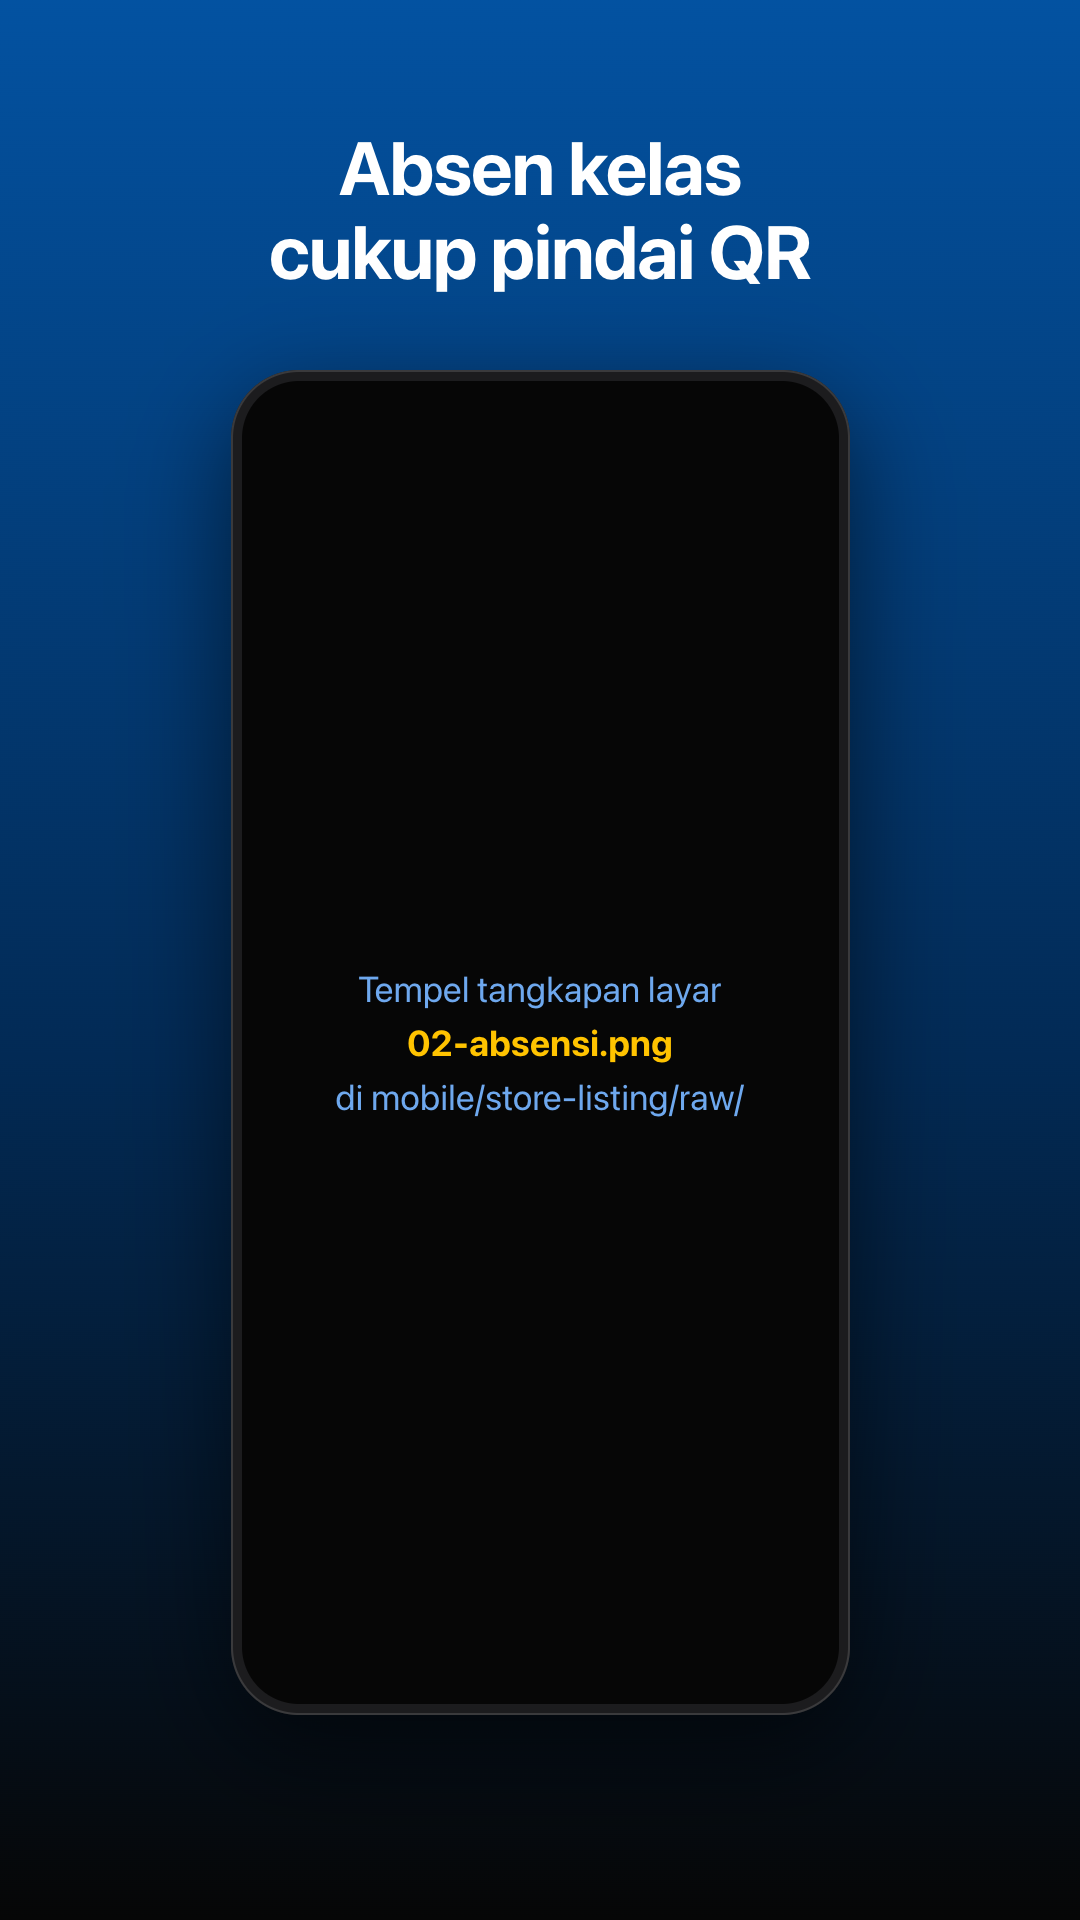 Absen kelas
cukup pindai QR
Tempel tangkapan layar
02-absensi.png
di mobile/store-listing/raw/